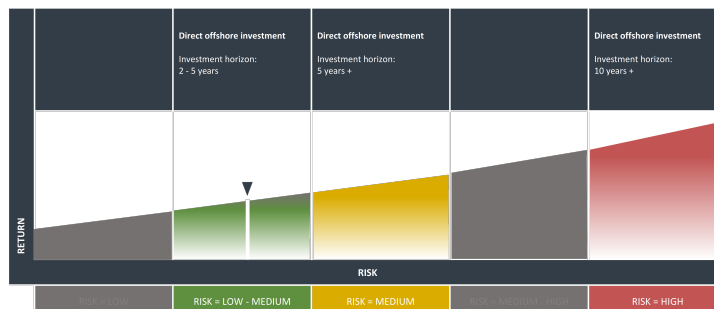 Direct offshore investment
Investment horizon:
2 - 5 years
Direct offshore investment
Investment horizon:
5 years +
Direct offshore investment
Investment horizon:
10 years +
RETURN
RISK
RISK = LOW
RISK = LOW - MEDIUM
RISK = MEDIUM
RISK = MEDIUM - HIGH
RISK = HIGH